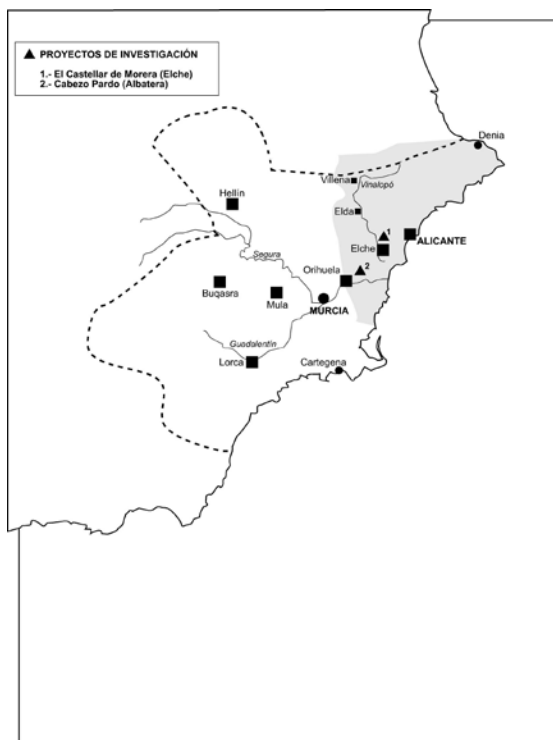 PROYECTOS DE INVESTIGACIÓN
1.- El Castellar de Morera (Elche)
2.- Cabezo Pardo (Albatera)
Denia
Villena
Vinalopó
Hellín
Elda
1
Elche
ALICANTE
Segura
Orihuela
2
Buqasra
Mula
MURCIA
Guadalentín
Lorca
Cartegena